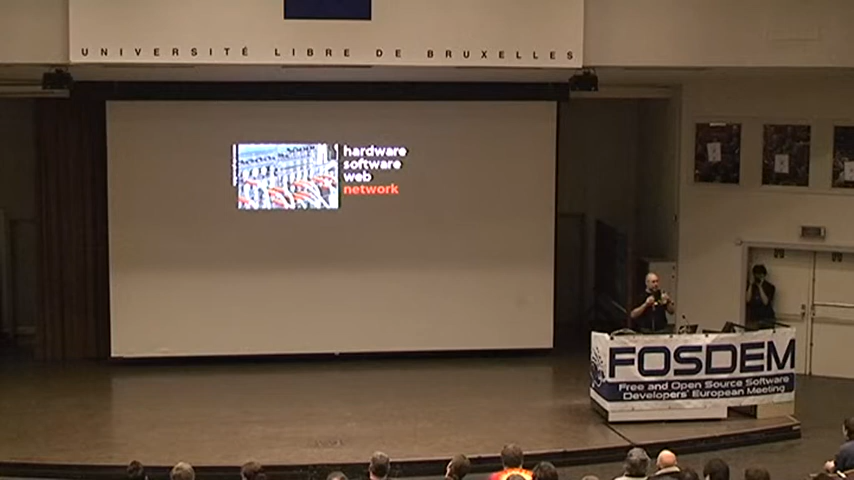 UNIVERSITÉ LIBRE DE BRUXELLES
hardware
software
web
network
FOSDEM
Free and Open Source Software
Developers' European Meeting